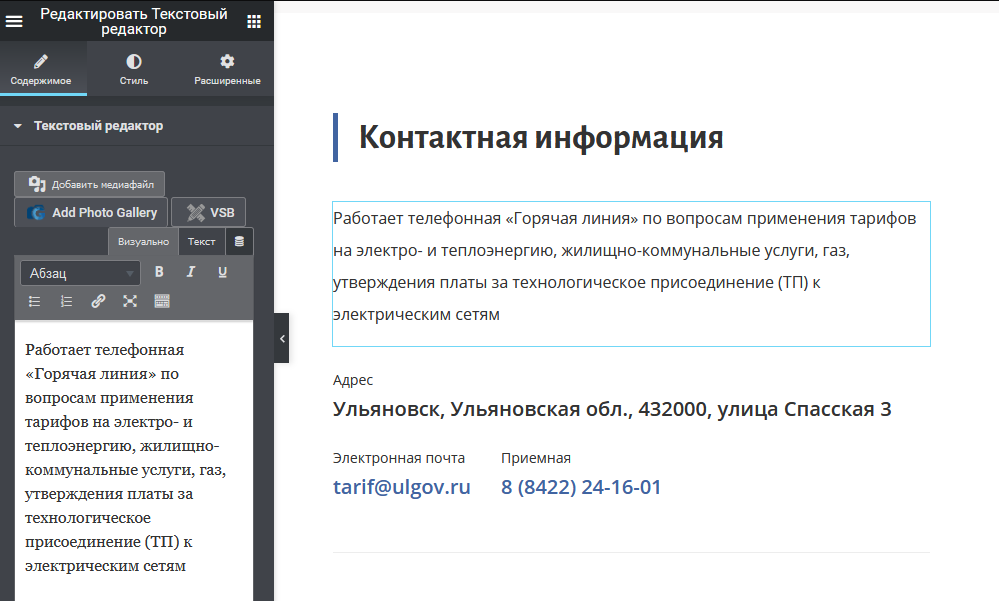 Редактировать Текстовый
редактор
Содержимое
Стиль
Расширенные
Текстовый редактор
Добавить медиафайл
Add Photo Gallery
VSB
Визуально
Текст
Абзац
B
I
U
Работает телефонная
«Горячая линия» по
вопросам применения
тарифов на электро- и
теплоэнергию, жилищно-
коммунальные услуги, газ,
утверждения платы за
технологическое
присоединение (ТП) к
электрическим сетям
Контактная информация
Работает телефонная «Горячая линия» по вопросам применения тарифов
на электро- и теплоэнергию, жилищно-коммунальные услуги, газ,
утверждения платы за технологическое присоединение (ТП) к
электрическим сетям
Адрес
Ульяновск, Ульяновская обл., 432000, улица Спасская 3
Электронная почта
tarif@ulgov.ru
Приемная
8 (8422) 24-16-01